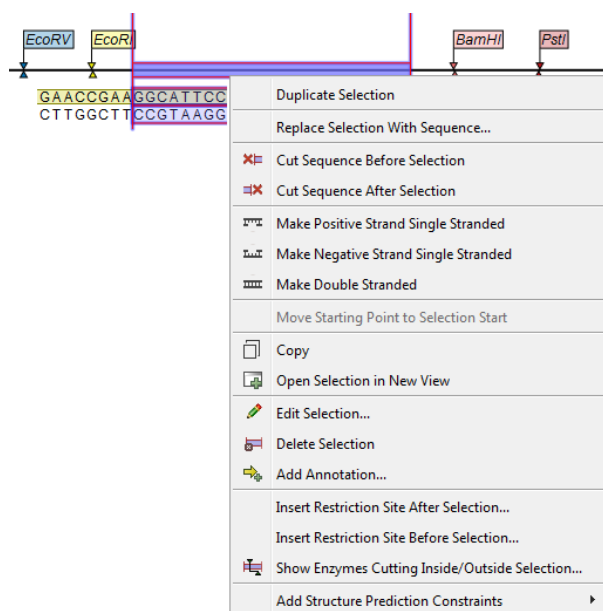 EcoRV EcoRI BamHI PstI
GAACCGAAGGCATTCC
CTTGGCTTCCGTAAGG
Duplicate Selection
Replace Selection With Sequence...
Cut Sequence Before Selection
Cut Sequence After Selection
Make Positive Strand Single Stranded
Make Negative Strand Single Stranded
Make Double Stranded
Move Starting Point to Selection Start
Copy
Open Selection in New View
Edit Selection...
Delete Selection
Add Annotation...
Insert Restriction Site After Selection...
Insert Restriction Site Before Selection...
Show Enzymes Cutting Inside/Outside Selection...
Add Structure Prediction Constraints